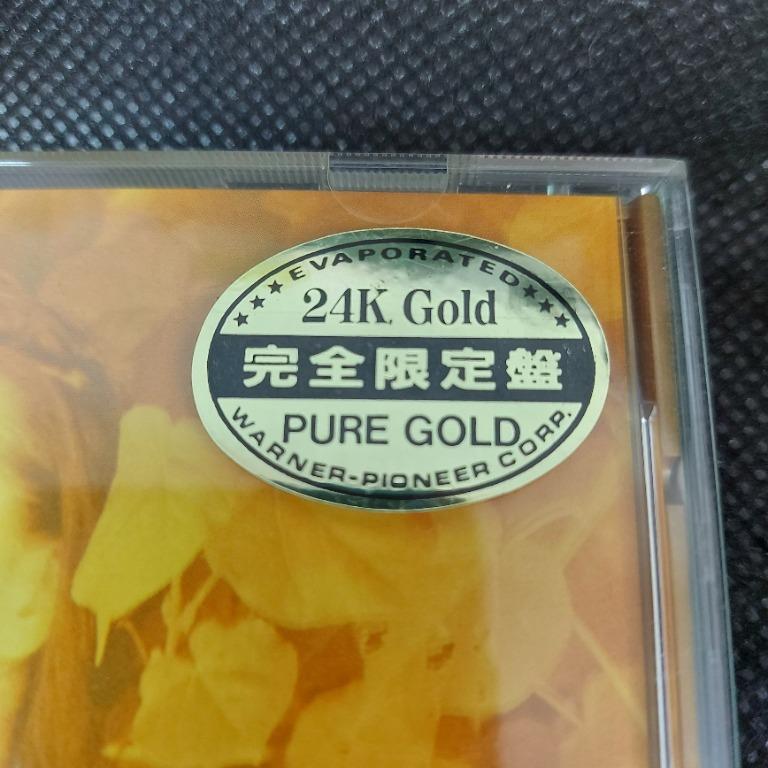 ★★★EVAPORATED★★★
24K Gold
完全限定盤
PURE GOLD
WARNER-PIONEER CORP.